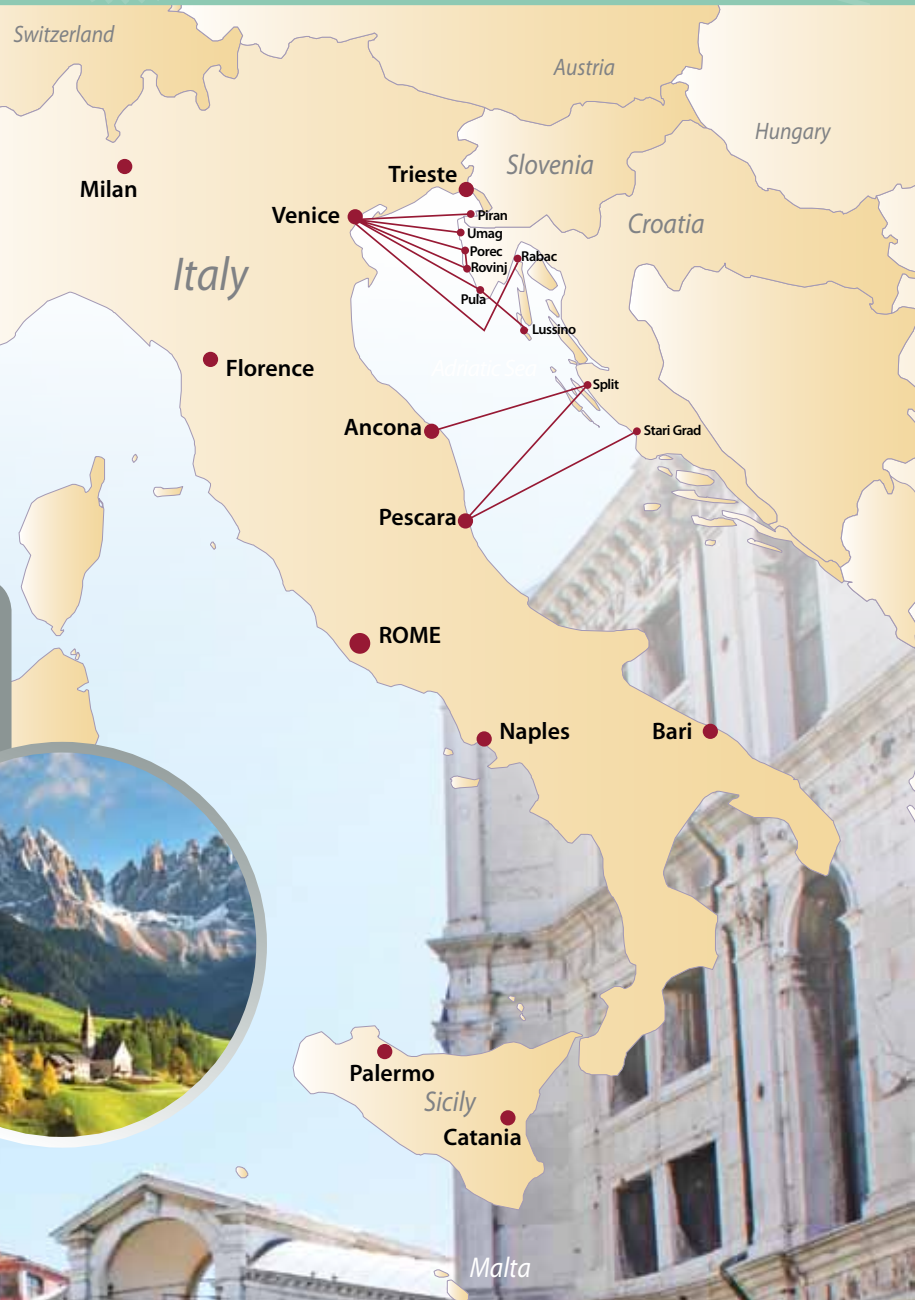 Switzerland
Austria
Hungary
Slovenia
Milan
Trieste
Venice
Piran
Umag
Croatia
Porec
Rabac
Rovinj
Italy
Pula
Lussino
Florence
Adriatic Sea
Split
Ancona
Stari Grad
Pescara
ROME
Naples
Bari
Palermo
Sicily
Catania
Malta